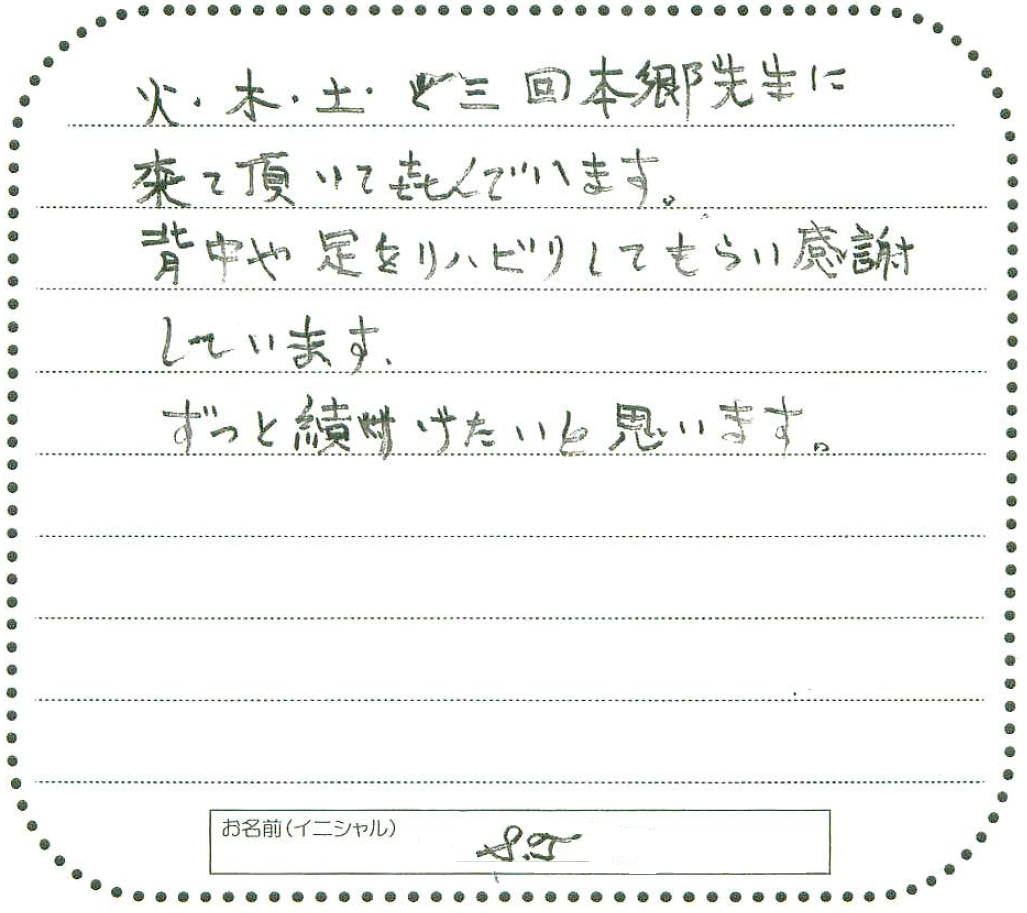 火・木・土・と三回本郷先生に
来て頂いて㐂んでいます。
背中や足をリハビリしてもらい感謝
しています.
ずっと績けたいと思います。
お名前(イニシャル)
S.T